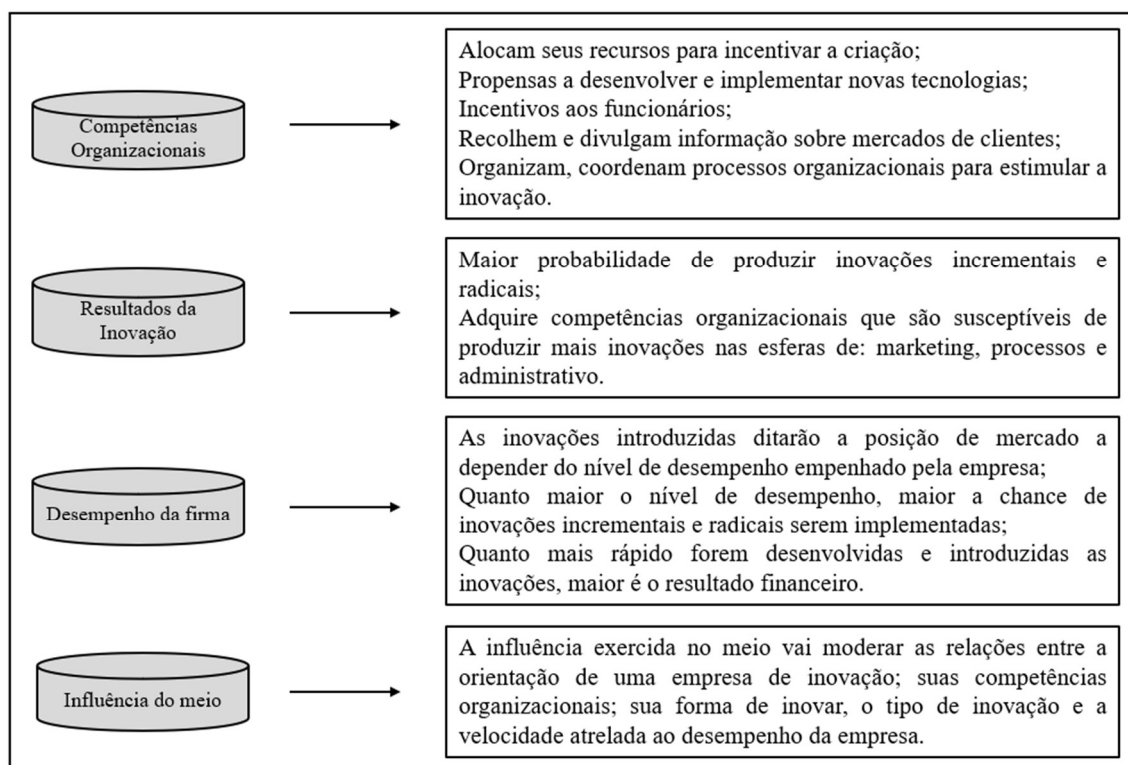 Competências
Organizacionais
Alocam seus recursos para incentivar a criação;
Propensas a desenvolver e implementar novas tecnologias;
Incentivos aos funcionários;
Recolhem e divulgam informação sobre mercados de clientes;
Organizam, coordenam processos organizacionais para estimular a
inovação.
Resultados da
Inovação
Maior probabilidade de produzir inovações incrementais e
radicais;
Adquire competências organizacionais que são susceptíveis de
produzir mais inovações nas esferas de: marketing, processos e
administrativo.
Desempenho da firma
As inovações introduzidas ditarão a posição de mercado a
depender do nível de desempenho empenhado pela empresa;
Quanto maior o nível de desempenho, maior a chance de
inovações incrementais e radicais serem implementadas;
Quanto mais rápido forem desenvolvidas e introduzidas as
inovações, maior é o resultado financeiro.
Influência do meio
A influência exercida no meio vai moderar as relações entre a
orientação de uma empresa de inovação; suas competências
organizacionais; sua forma de inovar, o tipo de inovação e a
velocidade atrelada ao desempenho da empresa.